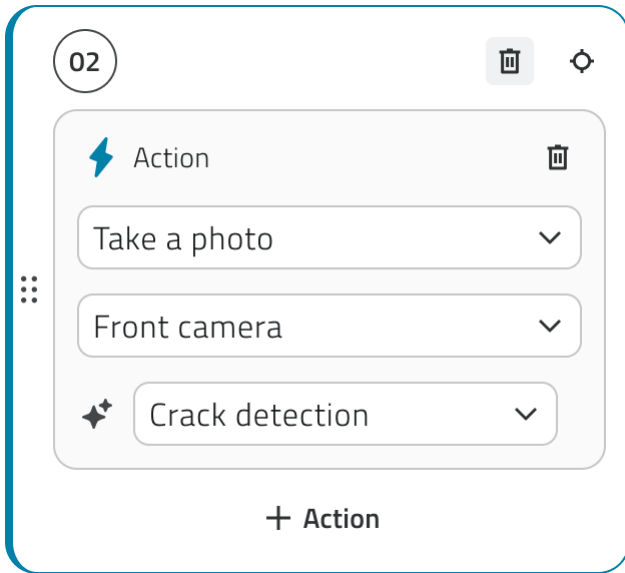 02
Action
Take a photo
Front camera
Crack detection
+ Action